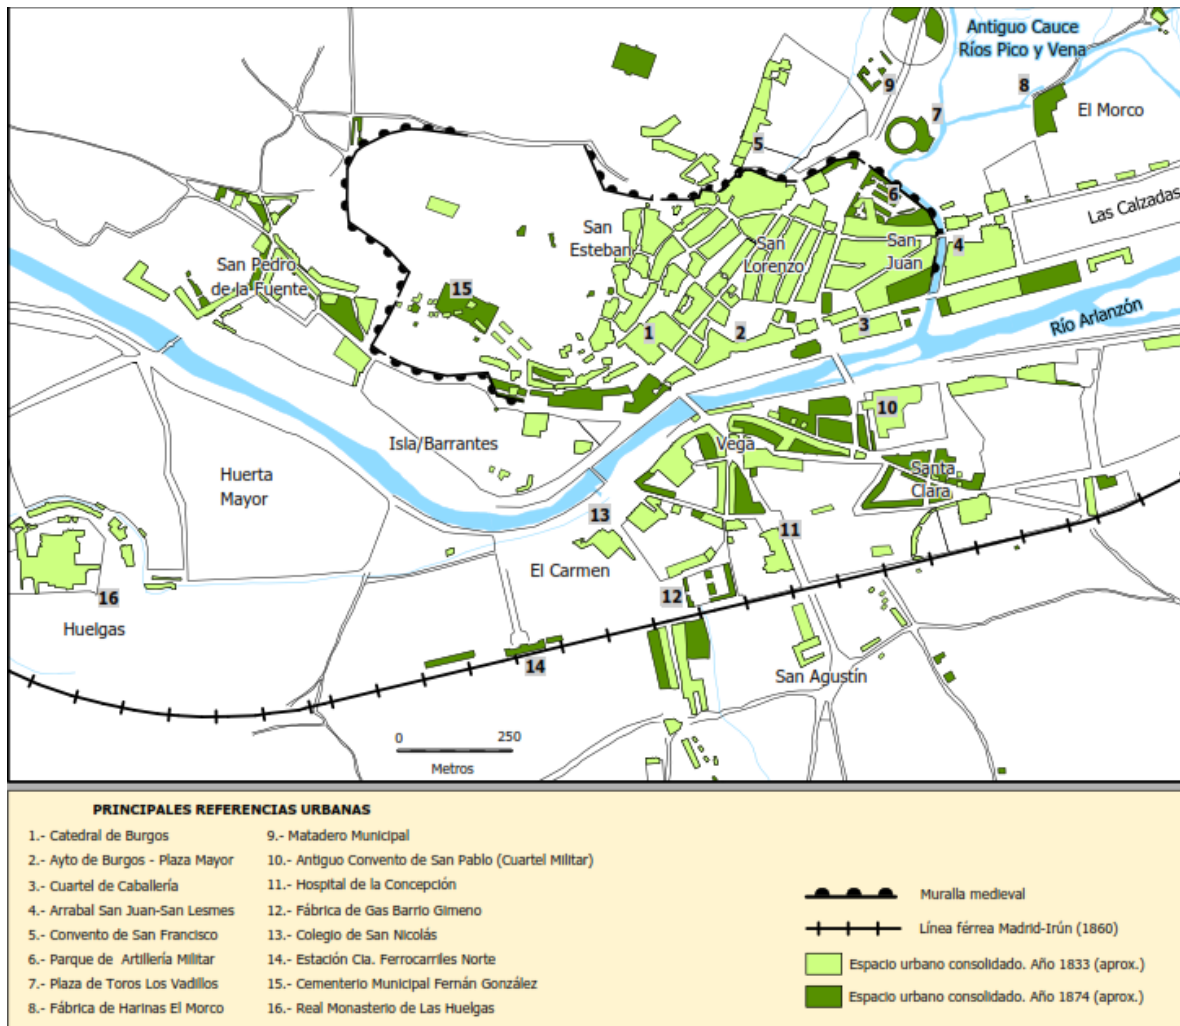 Antiguo Cauce
Ríos Pico y Vena
9
8
7
El Morco
5
6
Las Calzadas
San
Esteban
San
Lorenzo
San
Juan
4
San Pedro
de la Fuente
15
1
2
3
Río Arlanzón
10
Isla/Barrantes
Vega
Huerta
Mayor
Santa
Clara
13
11
El Carmen
16
12
Huelgas
14
San Agustín
0 250
Metros
PRINCIPALES REFERENCIAS URBANAS
1.- Catedral de Burgos
2.- Ayto de Burgos - Plaza Mayor
3.- Cuartel de Caballería
4.- Arrabal San Juan-San Lesmes
5.- Convento de San Francisco
6.- Parque de Artillería Militar
7.- Plaza de Toros Los Vadillos
8.- Fábrica de Harinas El Morco
9.- Matadero Municipal
10.- Antiguo Convento de San Pablo (Cuartel Militar)
11.- Hospital de la Concepción
12.- Fábrica de Gas Barrio Gimeno
13.- Colegio de San Nicolás
14.- Estación Cia. Ferrocarriles Norte
15.- Cementerio Municipal Fernán González
16.- Real Monasterio de Las Huelgas
Muralla medieval
Línea férrea Madrid-Irún (1860)
Espacio urbano consolidado. Año 1833 (aprox.)
Espacio urbano consolidado. Año 1874 (aprox.)